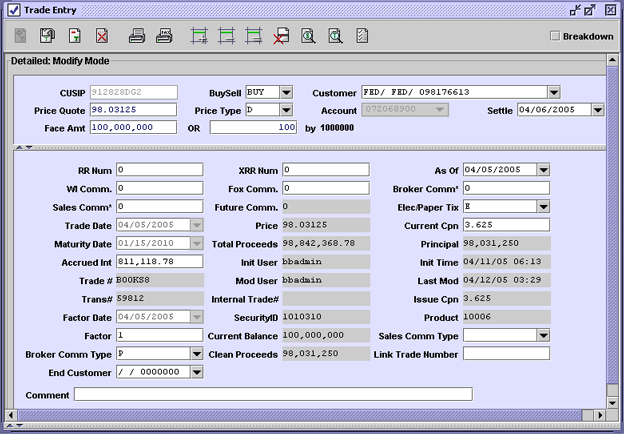 Trade Entry
Breakdown
Detailed: Modify Mode
CUSIP 912828DG2 BuySell BUY Customer FED/ FED/ 098176613
Price Quote 98.03125 Price Type D Account 072068900 Settle 04/06/2005
Face Amt 100,000,000 OR 100 by 1000000
RR Num 0 XRR Num 0 As Of 04/05/2005
WI Comm. 0 Fox Comm. 0 Broker Comm* 0
Sales Comm* 0 Future Comm. 0 Elec/Paper Tix E
Trade Date 04/05/2005 Price 98.03125 Current Cpn 3.625
Maturity Date 01/15/2010 Total Proceeds 98,842,368.78 Principal 98,031,250
Accrued Int 811,118.78 Init User bbadmin Init Time 04/11/05 06:13
Trade # BOOKS8 Mod User bbadmin Last Mod 04/12/05 03:29
Trans# 59812 Internal Trade# Issue Cpn 3.625
Factor Date 04/05/2005 SecurityID 1010310 Product 10006
Factor 1 Current Balance 100,000,000 Sales Comm Type
Broker Comm Type P Clean Proceeds 98,031,250 Link Trade Number
End Customer / / 0000000
Comment